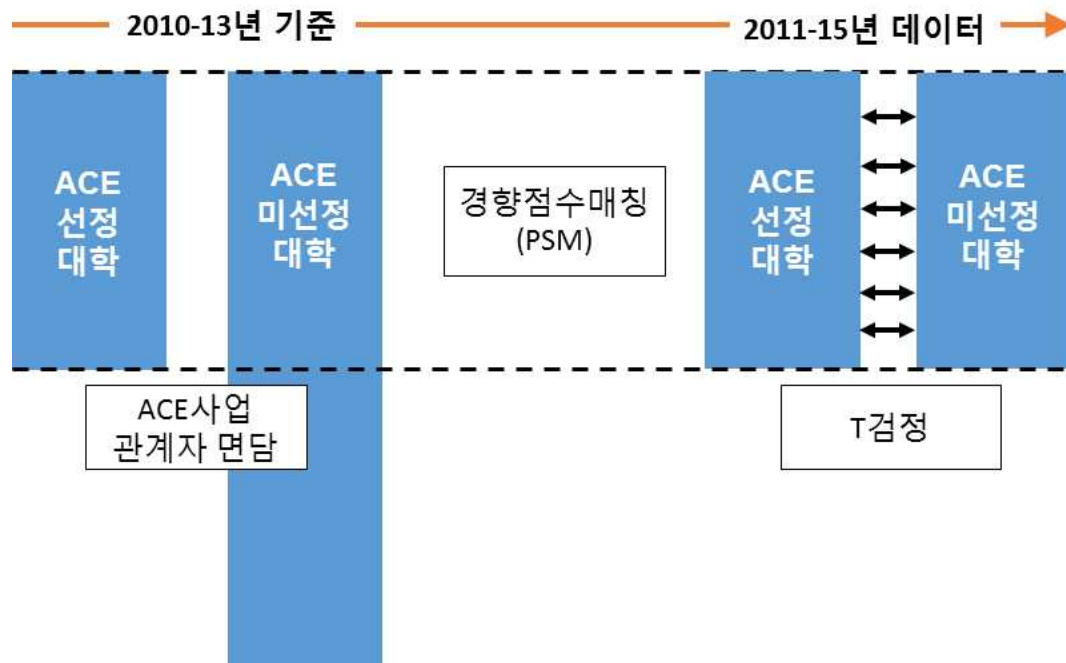 2010-13년 기준
2011-15년 데이터
ACE
선정
대학
ACE
미선정
대학
경향점수매칭
(PSM)
ACE
선정
대학
ACE
미선정
대학
ACE사업
관계자 면담
T검정